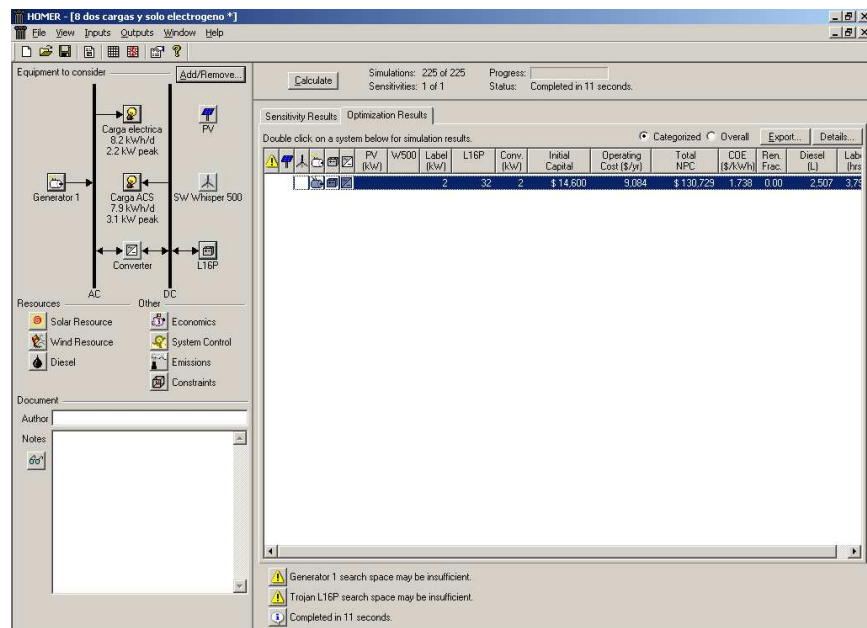 HOMER - [8 dos cargas y solo electrogeno *]
File View Inputs Outputs Window Help
Equipment to consider
Add/Remove...
Carga electrica
8.2 kWh/d
2.2 kW peak
PV
Generator 1
Carga ACS
7.9 kWh/d
3.1 kW peak
SW Whisper 500
Converter
L16P
AC DC
Resources Other
Solar Resource Economics
Wind Resource System Control
Diesel Emissions
Constraints
Document
Author
Notes
Calculate
Simulations: 225 of 225 Progress:
Sensitivities: 1 of 1 Status: Completed in 11 seconds.
Sensitivity Results Optimization Results
Double click on a system below for simulation results.
Categorized Overall Export... Details...
PV (kW) W500 Label (kW) L16P Conv. (kW) Initial Capital Operating Cost ($/yr) Total NPC COE ($/kWh) Ren. Frac. Diesel (L) Labe (hrs
2 32 2 $ 14,600 9,084 $ 130,729 1.738 0.00 2,507 3,79
Generator 1 search space may be insufficient.
Trojan L16P search space may be insufficient.
Completed in 11 seconds.